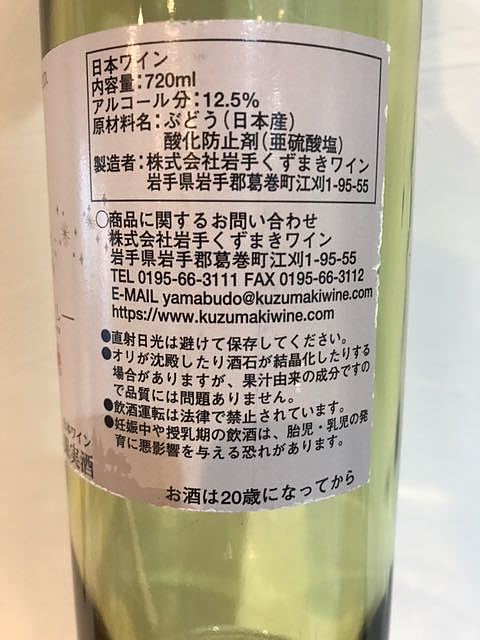 日本ワイン
内容量：720ml
アルコール分：12.5%
原材料名：ぶどう（日本産）
酸化防止剤（亜硫酸塩）
製造者：株式会社岩手くずまきワイン
岩手県岩手郡葛巻町江刈1-95-55
○商品に関するお問い合わせ
株式会社岩手くずまきワイン
岩手県岩手郡葛巻町江刈1-95-55
TEL 0195-66-3111 FAX 0195-66-3112
E-MAIL yamabudo@kuzumakiwine.com
https://www.kuzumakiwine.com
●直射日光は避けて保存してください。
●オリが沈殿したり酒石が結晶化したりする
場合がありますが、果汁由来の成分ですの
で品質には問題ありません。
●飲酒運転は法律で禁止されています。
●妊娠中や授乳期の飲酒は、胎児・乳児の発
育に悪影響を与える恐れがあります。
お酒は20歳になってから
日本ワイン
果実酒